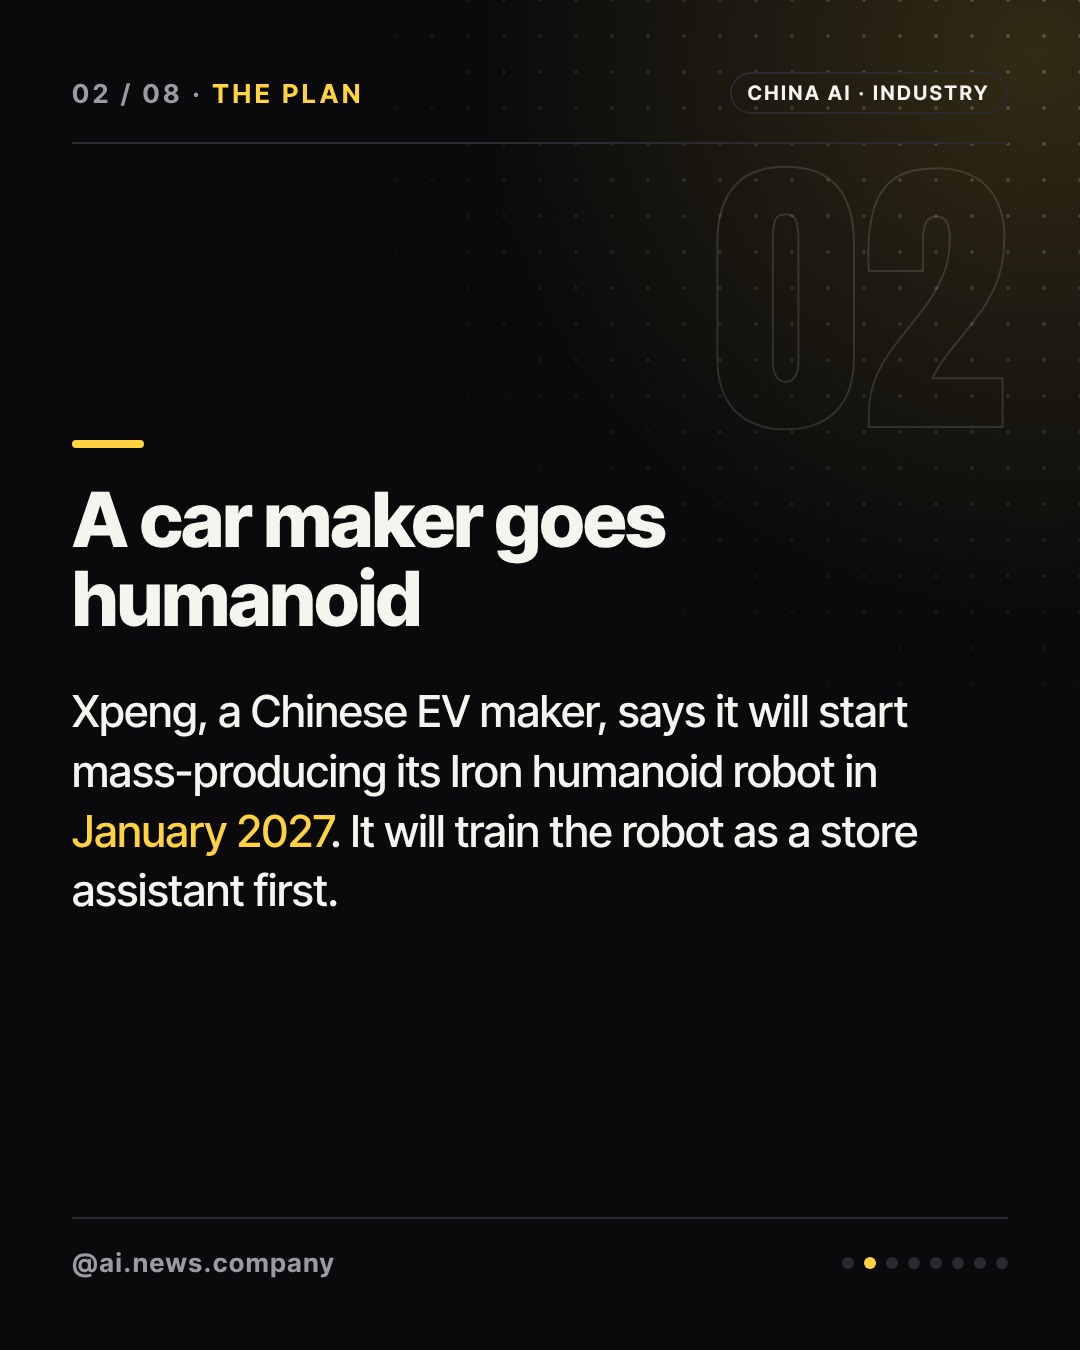 02 / 08 · THE PLAN
CHINA AI · INDUSTRY
02
A car maker goes
humanoid
Xpeng, a Chinese EV maker, says it will start
mass-producing its Iron humanoid robot in
January 2027. It will train the robot as a store
assistant first.
@ai.news.company